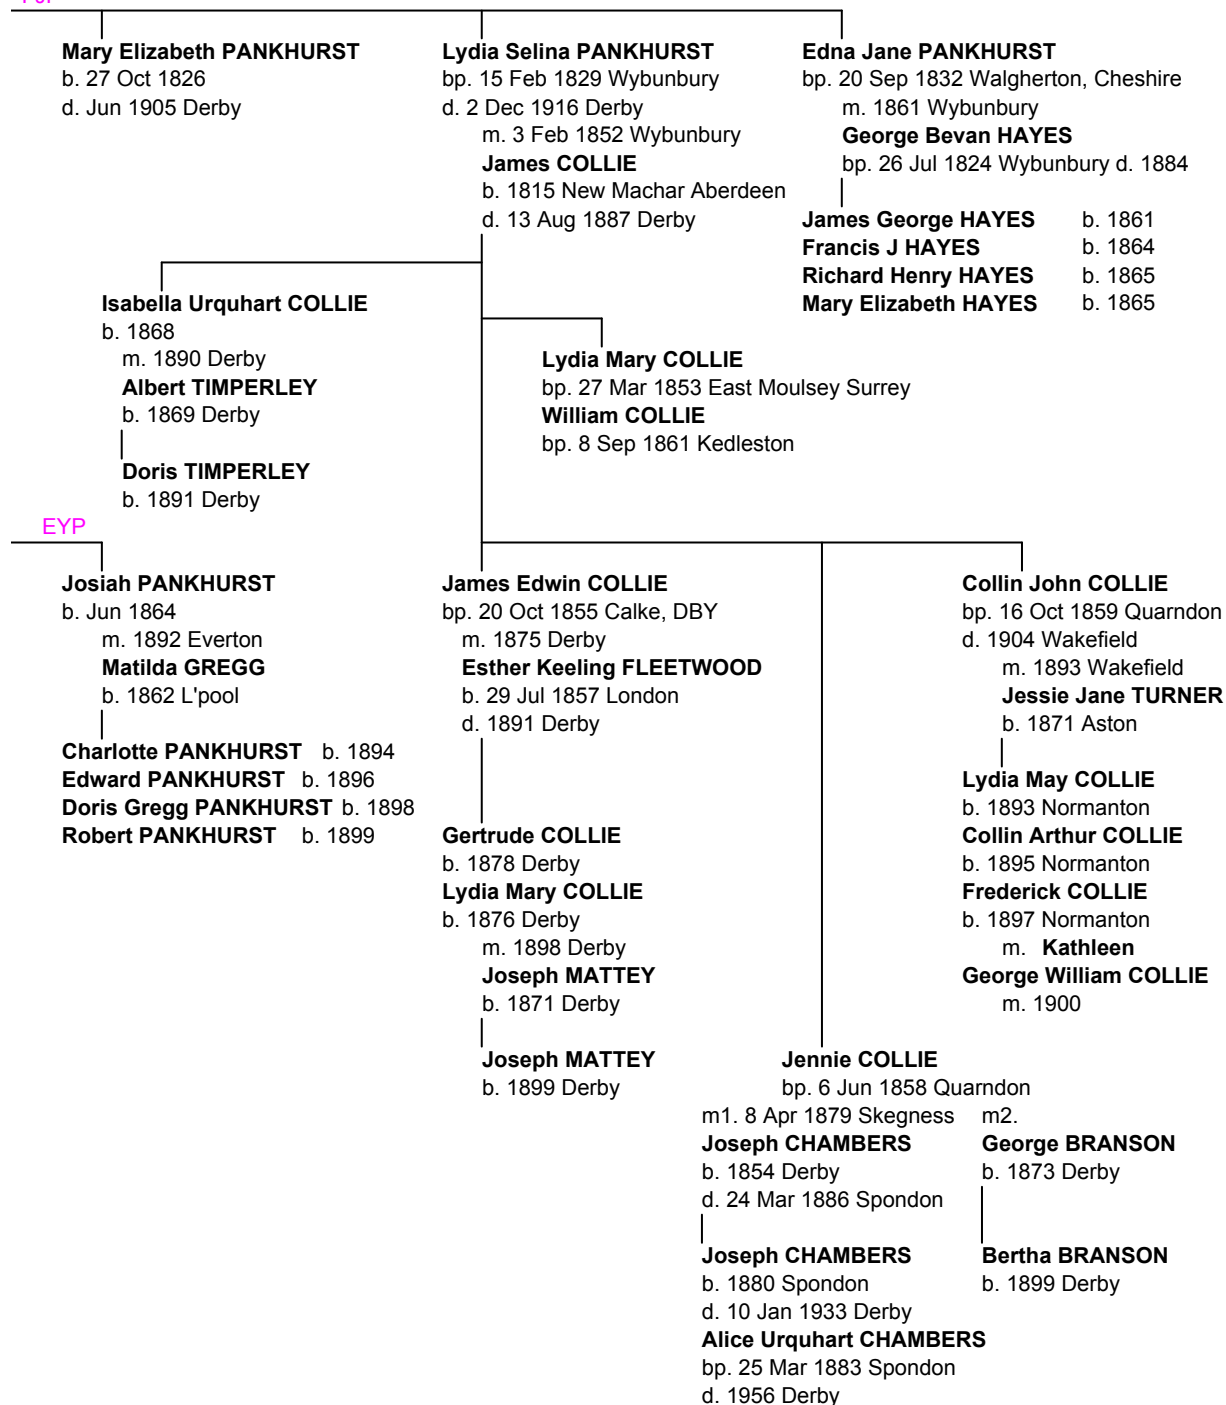 Mary Elizabeth PANKHURST
b. 27 Oct 1826
d. Jun 1905 Derby
Lydia Selina PANKHURST
bp. 15 Feb 1829 Wybunbury
d. 2 Dec 1916 Derby
m. 3 Feb 1852 Wybunbury
James COLLIE
b. 1815 New Machar Aberdeen
d. 13 Aug 1887 Derby
Edna Jane PANKHURST
bp. 20 Sep 1832 Walgherton, Cheshire
m. 1861 Wybunbury
George Bevan HAYES
bp. 26 Jul 1824 Wybunbury d. 1884
James George HAYES b. 1861
Francis J HAYES b. 1864
Richard Henry HAYES b. 1865
Mary Elizabeth HAYES b. 1865
Isabella Urquhart COLLIE
b. 1868
m. 1890 Derby
Albert TIMPERLEY
b. 1869 Derby
Doris TIMPERLEY
b. 1891 Derby
Lydia Mary COLLIE
bp. 27 Mar 1853 East Moulsey Surrey
William COLLIE
bp. 8 Sep 1861 Kedleston
EYP
Josiah PANKHURST
b. Jun 1864
m. 1892 Everton
Matilda GREGG
b. 1862 L'pool
Charlotte PANKHURST b. 1894
Edward PANKHURST b. 1896
Doris Gregg PANKHURST b. 1898
Robert PANKHURST b. 1899
James Edwin COLLIE
bp. 20 Oct 1855 Calke, DBY
m. 1875 Derby
Esther Keeling FLEETWOOD
b. 29 Jul 1857 London
d. 1891 Derby
Gertrude COLLIE
b. 1878 Derby
Lydia Mary COLLIE
b. 1876 Derby
m. 1898 Derby
Joseph MATTEY
b. 1871 Derby
Joseph MATTEY
b. 1899 Derby
Collin John COLLIE
bp. 16 Oct 1859 Quarndon
d. 1904 Wakefield
m. 1893 Wakefield
Jessie Jane TURNER
b. 1871 Aston
Lydia May COLLIE
b. 1893 Normanton
Collin Arthur COLLIE
b. 1895 Normanton
Frederick COLLIE
b. 1897 Normanton
m. Kathleen
George William COLLIE
m. 1900
Jennie COLLIE
bp. 6 Jun 1858 Quarndon
m1. 8 Apr 1879 Skegness
Joseph CHAMBERS
b. 1854 Derby
d. 24 Mar 1886 Spondon
Joseph CHAMBERS
b. 1880 Spondon
d. 10 Jan 1933 Derby
Alice Urquhart CHAMBERS
bp. 25 Mar 1883 Spondon
d. 1956 Derby
m2.
George BRANSON
b. 1873 Derby
Bertha BRANSON
b. 1899 Derby